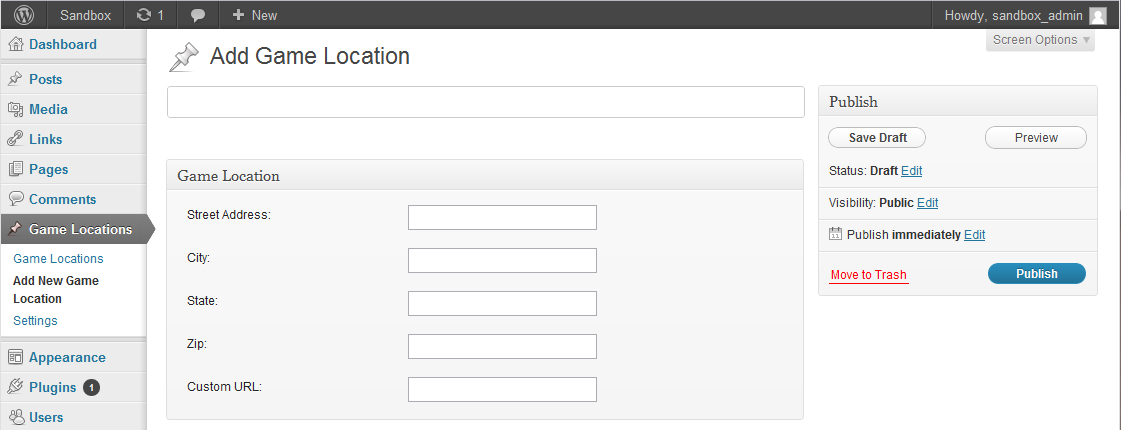 Sandbox 1 + New Howdy, sandbox_admin
Screen Options
Dashboard
Posts
Media
Links
Pages
Comments
Game Locations
Game Locations
Add New Game
Location
Settings
Appearance
Plugins 1
Users
Add Game Location
Game Location
Street Address:
City:
State:
Zip:
Custom URL:
Publish
Save Draft Preview
Status: Draft Edit
Visibility: Public Edit
11 Publish immediately Edit
Move to Trash Publish